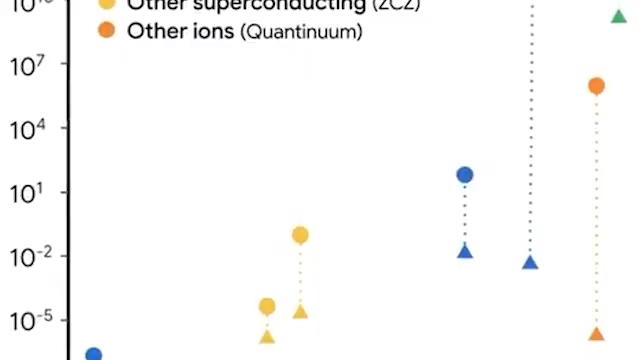 Other superconducting (ZCZ)
Other ions (Quantinuum)
10⁷
10⁴
10¹
10⁻²
10⁻⁵